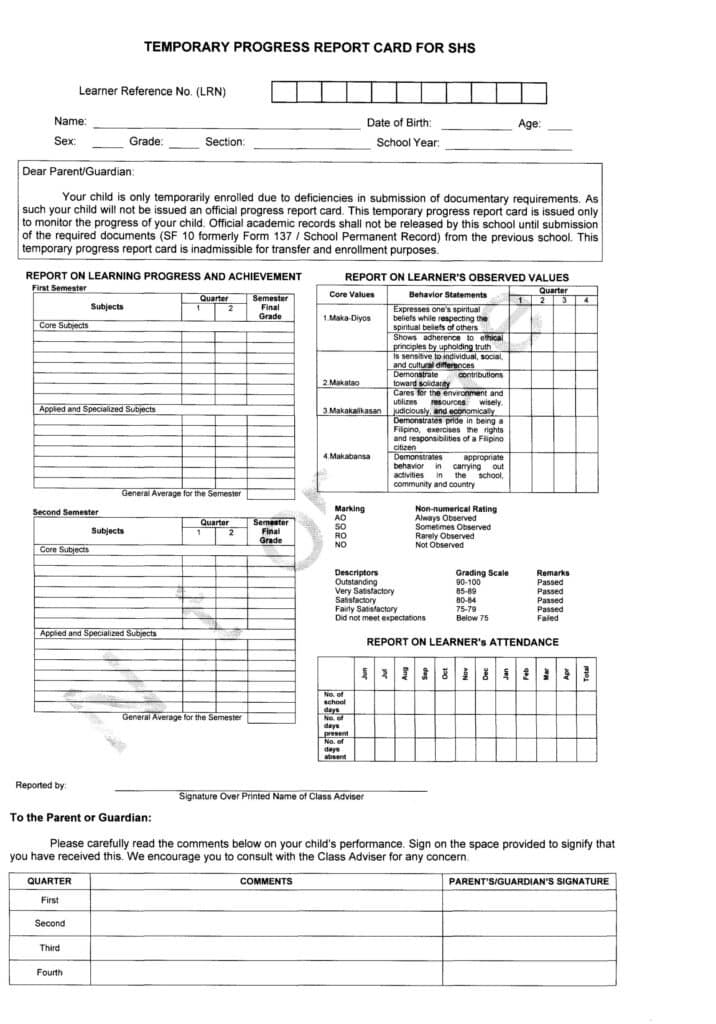 TEMPORARY PROGRESS REPORT CARD FOR SHS
Learner Reference No. (LRN)
Name: Date of Birth: Age:
Sex: Grade: Section: School Year:
Dear Parent/Guardian:
Your child is only temporarily enrolled due to deficiencies in submission of documentary requirements. As
such your child will not be issued an official progress report card. This temporary progress report card is issued only
to monitor the progress of your child. Official academic records shall not be released by this school until submission
of the required documents (SF 10 formerly Form 137 / School Permanent Record) from the previous school. This
temporary progress report card is inadmissible for transfer and enrollment purposes.
REPORT ON LEARNING PROGRESS AND ACHIEVEMENT
First Semester
Subjects
Quarter
1 2
Semester
Final
Grade
Core Subjects
Applied and Specialized Subjects
General Average for the Semester
Second Semester
Subjects
Quarter
1 2
Semester
Final
Grade
Core Subjects
Applied and Specialized Subjects
General Average for the Semester
REPORT ON LEARNER'S OBSERVED VALUES
Core Values
Behavior Statements
Quarter
1 2 3 4
1.Maka-Diyos
Expresses one's spiritual
beliefs while respecting the
spiritual beliefs of others
Shows adherence to ethical
principles by upholding truth
2.Makatao
Is sensitive to individual, social,
and cultural differences
Demonstrate contributions
toward solidarity
3.Makakalikasan
Cares for the environment and
utilizes resources wisely,
judiciously, and economically
4.Makabansa
Demonstrates pride in being a
Filipino, exercises the rights
and responsibilities of a Filipino
citizen
Demonstrates appropriate
behavior in carrying out
activities in the school,
community and country
Marking Non-numerical Rating
AO Always Observed
SO Sometimes Observed
RO Rarely Observed
NO Not Observed
Descriptors Grading Scale Remarks
Outstanding 90-100 Passed
Very Satisfactory 85-89 Passed
Satisfactory 80-84 Passed
Fairly Satisfactory 75-79 Passed
Did not meet expectations Below 75 Failed
REPORT ON LEARNER's ATTENDANCE
Jun Jul Aug Sep Oct Nov Dec Jan Feb Mar Apr Total
No. of
school
days
No. of
days
present
No. of
days
absent
Reported by:
Signature Over Printed Name of Class Adviser
To the Parent or Guardian:
Please carefully read the comments below on your child's performance. Sign on the space provided to signify that
you have received this. We encourage you to consult with the Class Adviser for any concern.
QUARTER COMMENTS PARENT'S/GUARDIAN'S SIGNATURE
First
Second
Third
Fourth